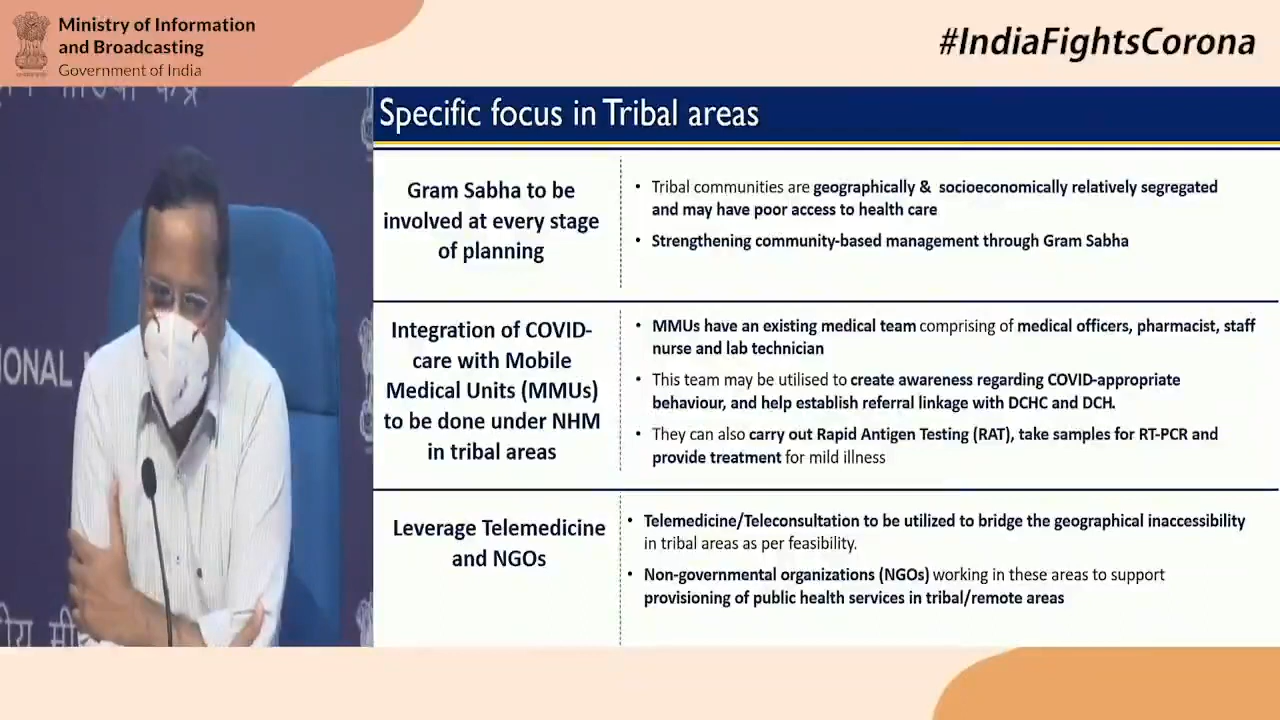 Ministry of Information
and Broadcasting
Government of India
#IndiaFightsCorona
Specific focus in Tribal areas
Gram Sabha to be
involved at every stage
of planning
• Tribal communities are geographically & socioeconomically relatively segregated
and may have poor access to health care
• Strengthening community-based management through Gram Sabha
Integration of COVID-
care with Mobile
Medical Units (MMUs)
to be done under NHM
in tribal areas
• MMUs have an existing medical team comprising of medical officers, pharmacist, staff
nurse and lab technician
• This team may be utilised to create awareness regarding COVID-appropriate
behaviour, and help establish referral linkage with DCHC and DCH.
• They can also carry out Rapid Antigen Testing (RAT), take samples for RT-PCR and
provide treatment for mild illness
Leverage Telemedicine
and NGOs
• Telemedicine/Teleconsultation to be utilized to bridge the geographical inaccessibility
in tribal areas as per feasibility.
• Non-governmental organizations (NGOs) working in these areas to support
provisioning of public health services in tribal/remote areas
IONAL